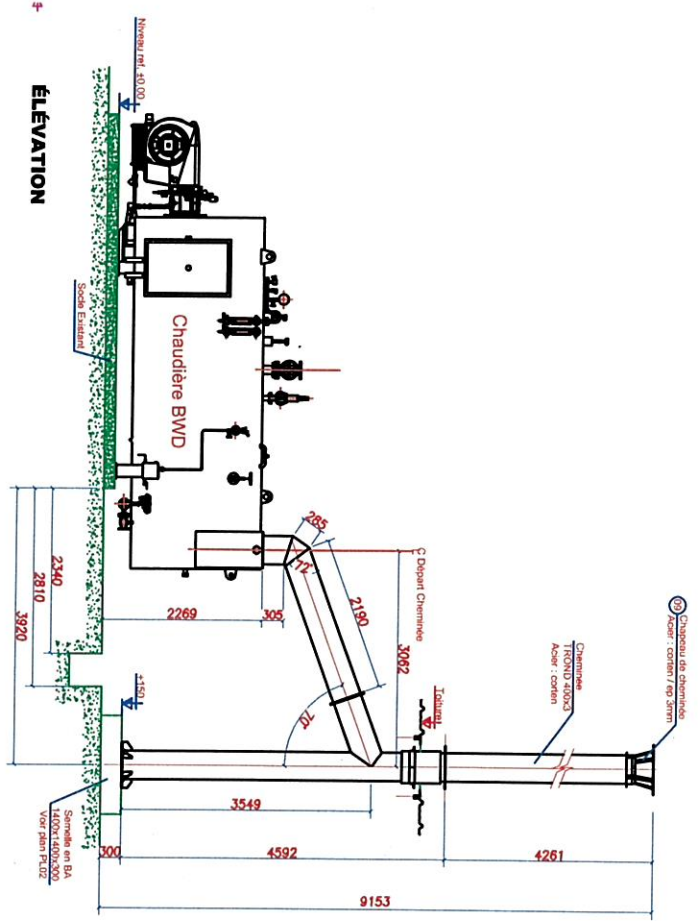 ÉLÉVATION
Niveau ref. ±0.00
Socle Existant
Chaudière BWD
℄ Départ Cheminée
285
72°
2190
3062
70°
Toiture
09 Chapeau de cheminée
Acier : corten / ep 3mm
Cheminée
TROND 400x3
Acier : corten
2269
305
2340
2810
3920
+150
Semelle en BA
1400x1400x300
Voir plan PL02
300
3549
4592
4261
9153